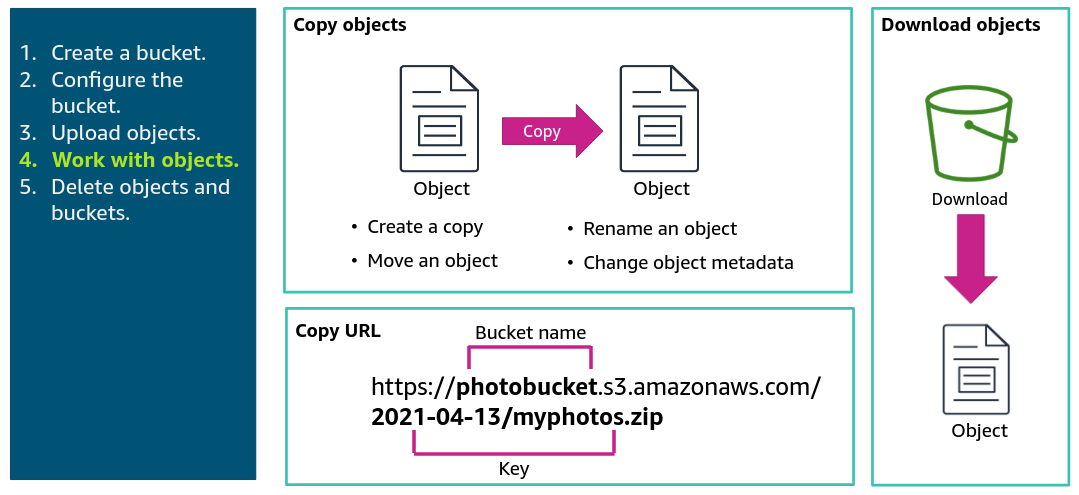 1. Create a bucket.
2. Configure the
bucket.
3. Upload objects.
4. Work with objects.
5. Delete objects and
buckets.
Copy objects
Copy
Object
Object
• Create a copy
• Move an object
• Rename an object
• Change object metadata
Copy URL
Bucket name
https://photobucket.s3.amazonaws.com/
2021-04-13/myphotos.zip
Key
Download objects
Download
Object